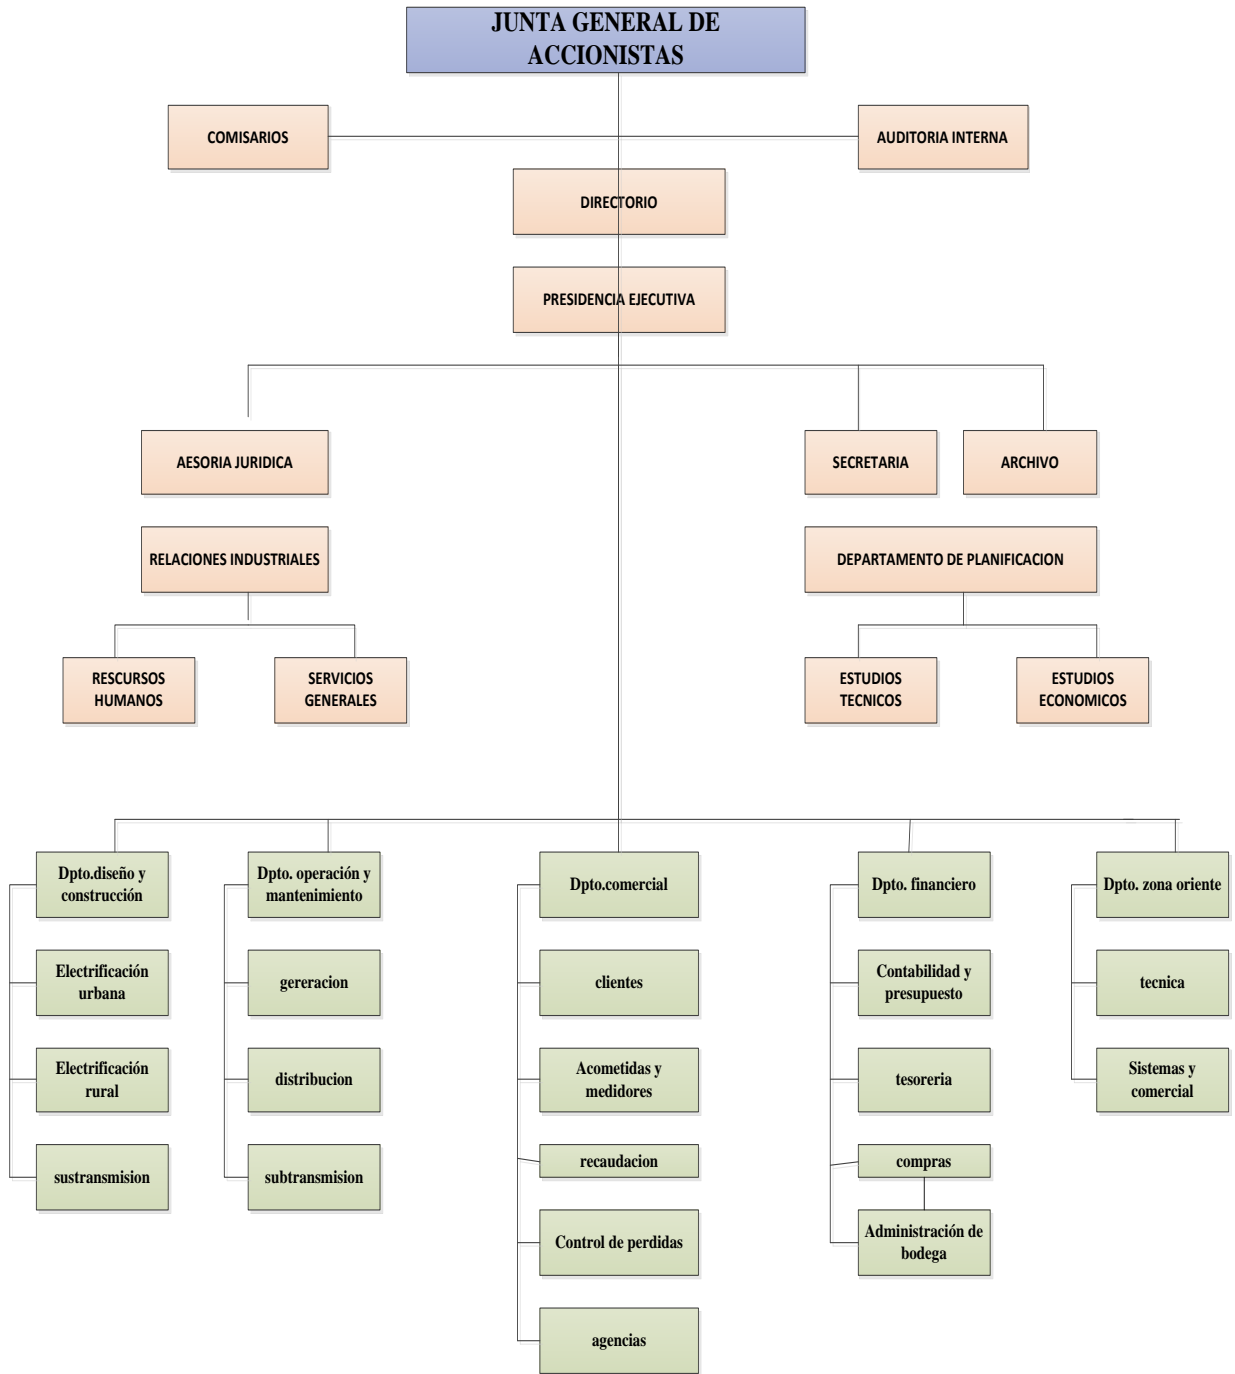 JUNTA GENERAL DE
ACCIONISTAS
COMISARIOS
AUDITORIA INTERNA
DIRECTORIO
PRESIDENCIA EJECUTIVA
AESORIA JURIDICA
SECRETARIA
ARCHIVO
RELACIONES INDUSTRIALES
DEPARTAMENTO DE PLANIFICACION
RESCURSOS
HUMANOS
SERVICIOS
GENERALES
ESTUDIOS
TECNICOS
ESTUDIOS
ECONOMICOS
Dpto.diseño y
construcción
Electrificación
urbana
Electrificación
rural
sustransmision
Dpto. operación y
mantenimiento
gereracion
distribucion
subtransmision
Dpto.comercial
clientes
Acometidas y
medidores
recaudacion
Control de perdidas
agencias
Dpto. financiero
Contabilidad y
presupuesto
tesoreria
compras
Administración de
bodega
Dpto. zona oriente
tecnica
Sistemas y
comercial